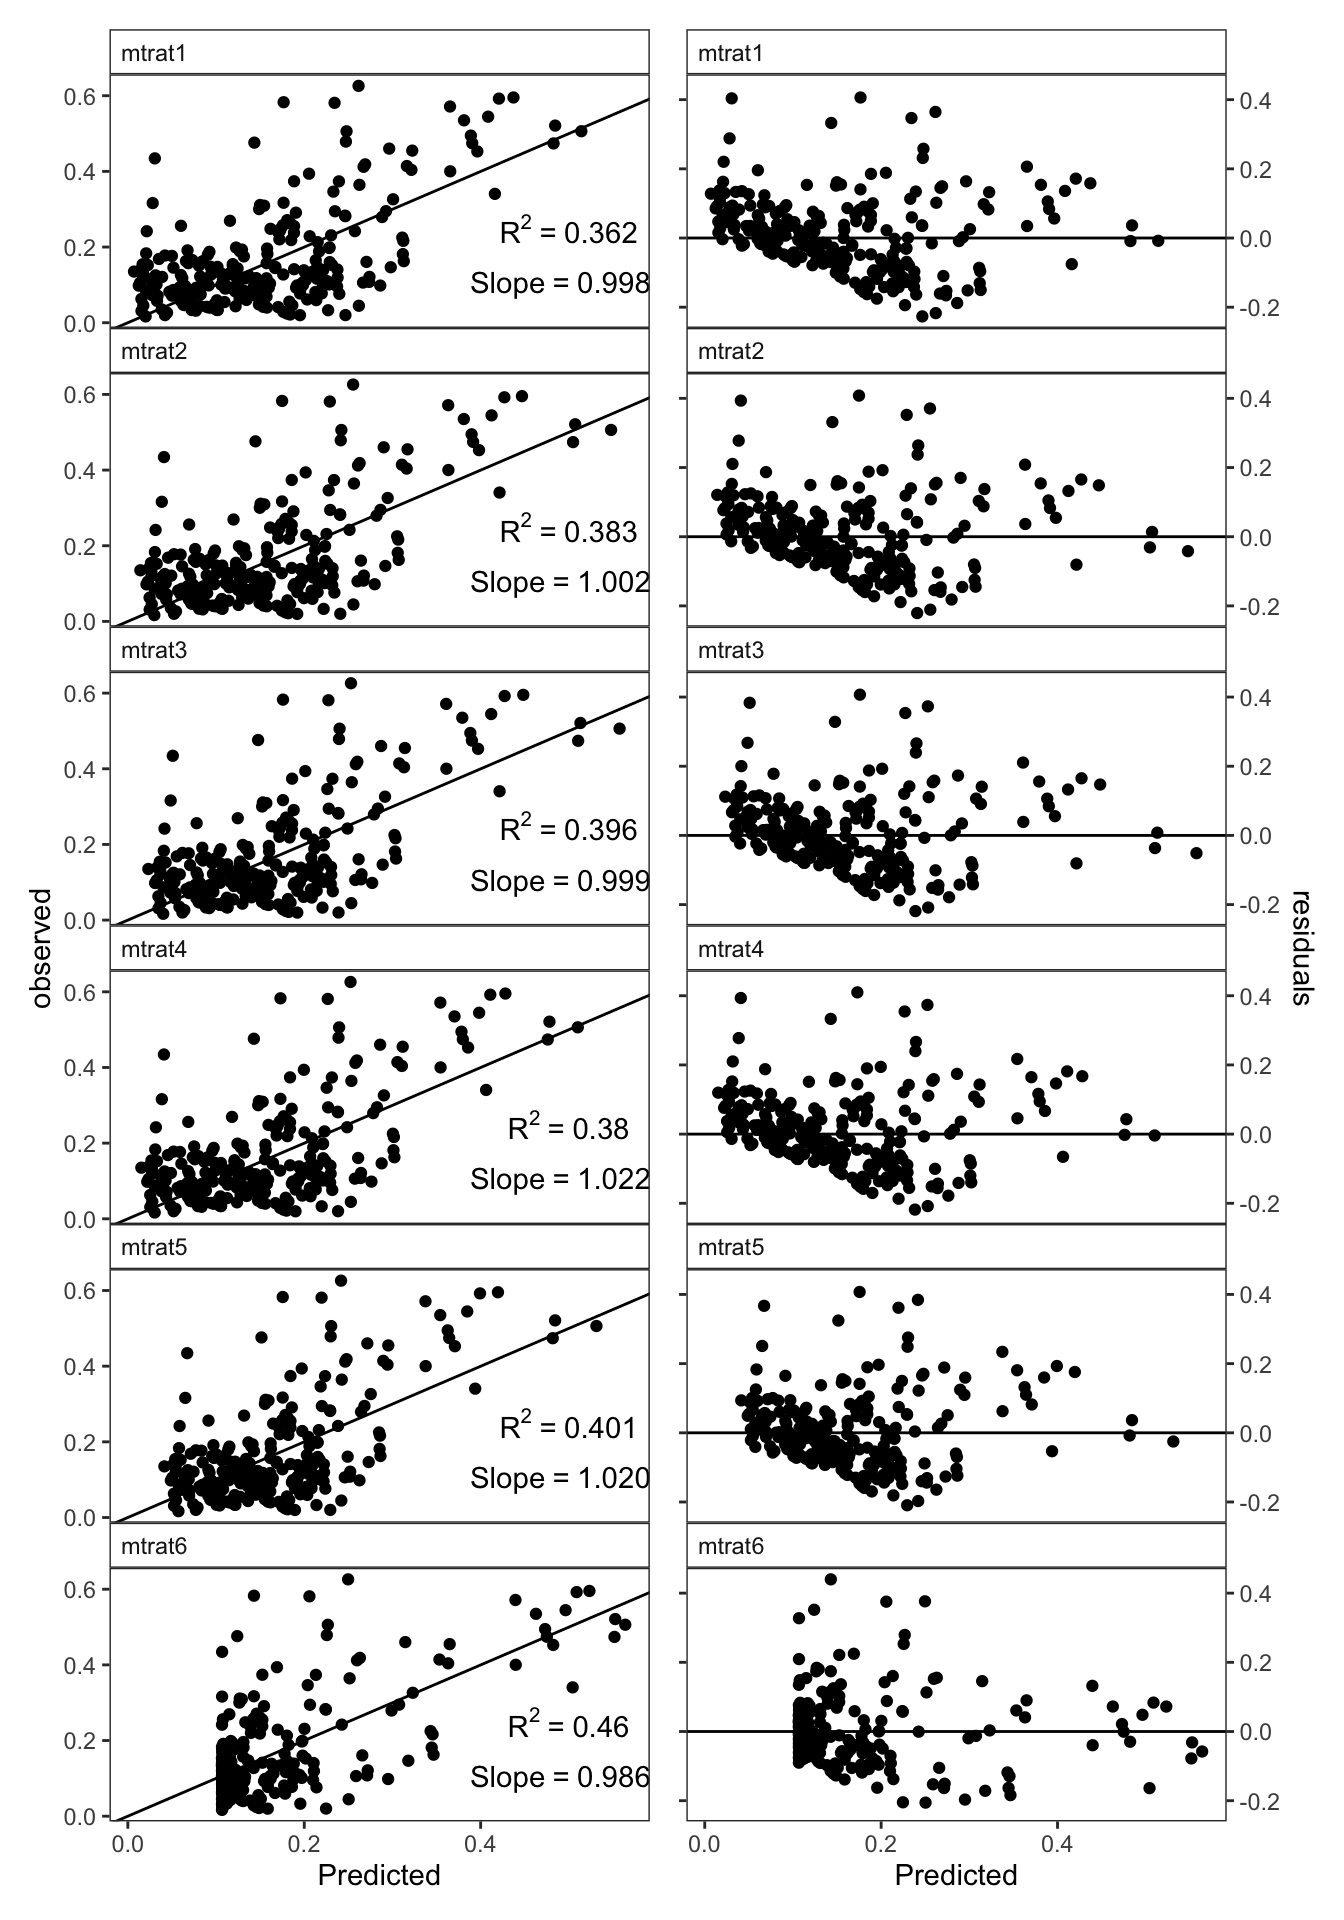 mtrat1
mtrat1
0.6
0.4
0.2
0.0
R² = 0.362
Slope = 0.998
0.4
0.2
0.0
-0.2
mtrat2
mtrat2
0.6
0.4
0.2
0.0
R² = 0.383
Slope = 1.002
0.4
0.2
0.0
-0.2
mtrat3
mtrat3
0.6
0.4
0.2
0.0
R² = 0.396
Slope = 0.999
0.4
0.2
0.0
-0.2
observed
residuals
mtrat4
mtrat4
0.6
0.4
0.2
0.0
R² = 0.38
Slope = 1.022
0.4
0.2
0.0
-0.2
mtrat5
mtrat5
0.6
0.4
0.2
0.0
R² = 0.401
Slope = 1.020
0.4
0.2
0.0
-0.2
mtrat6
mtrat6
0.6
0.4
0.2
0.0
R² = 0.46
Slope = 0.986
0.4
0.2
0.0
-0.2
0.0 0.2 0.4
0.0 0.2 0.4
Predicted
Predicted